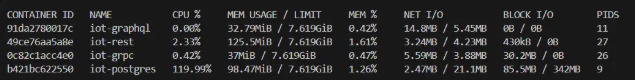 CONTAINER ID NAME CPU % MEM USAGE / LIMIT MEM % NET I/O BLOCK I/O PIDS
91da2780017c iot-graphql 0.00% 32.79MiB / 7.619GiB 0.42% 14.8MB / 5.45MB 0B / 0B 11
49ce76aa5a8e iot-rest 2.33% 125.5MiB / 7.619GiB 1.61% 3.24MB / 4.23MB 430kB / 0B 27
0c82c1acc4e0 iot-grpc 0.42% 37MiB / 7.619GiB 0.47% 5.59MB / 3.88MB 30.2MB / 0B 26
b421bc622550 iot-postgres 119.99% 98.47MiB / 7.619GiB 1.26% 2.47MB / 21.1MB 85.5MB / 342MB 9